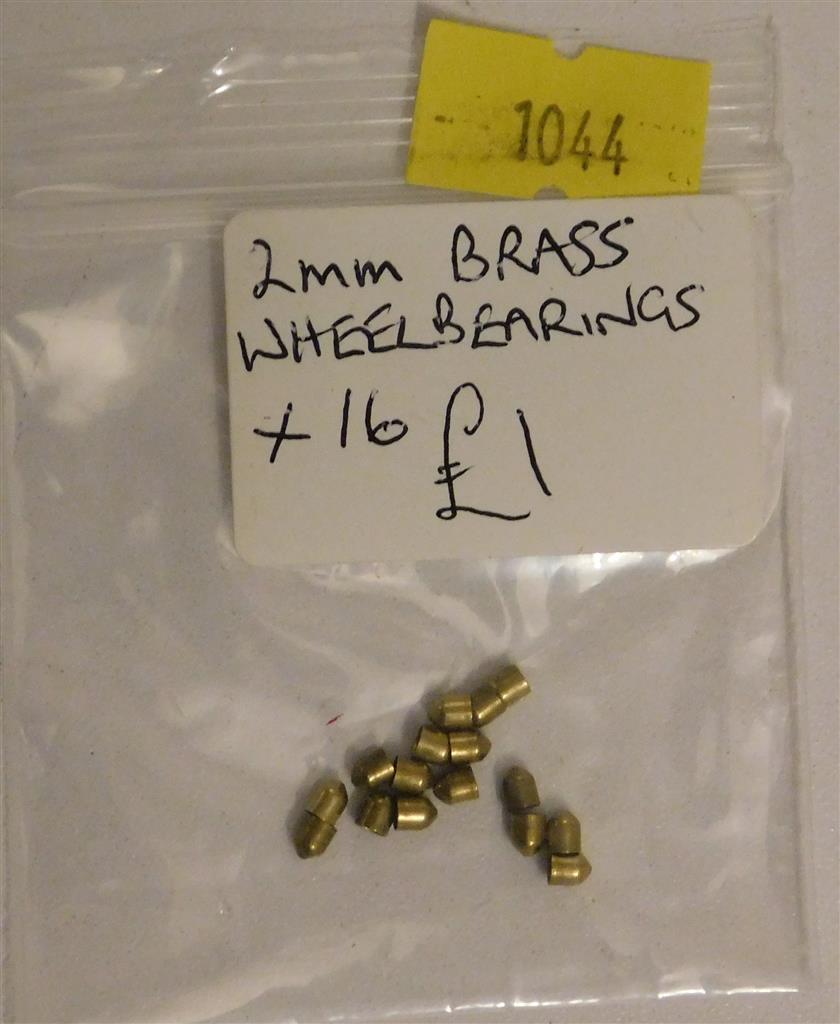 1044
2mm BRASS
WHEELBEARINGS
x 16 £1